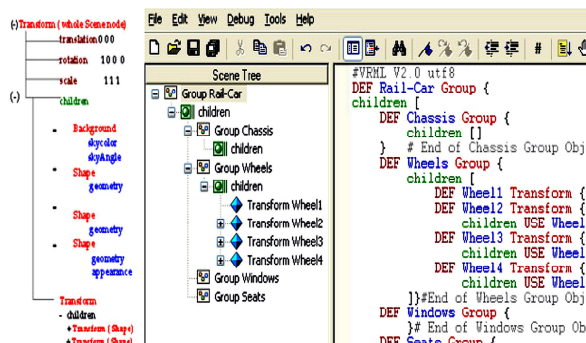 (-)Transform ( whole Scene node)
translation 0 0 0
rotation 1 0 0 0
scale 1 1 1
(-) children
Background
skycolor
skyAngle
Shape
geometry
Shape
geometry
Shape
geometry
appearance
Transform
- children
+Transform ( Shape)
+Transform ( Shape)
File Edit View Debug Tools Help
Scene Tree
Group Rail-Car
children
Group Chassis
children
Group Wheels
children
Transform Wheel1
Transform Wheel2
Transform Wheel3
Transform Wheel4
Group Windows
Group Seats
#VRML V2.0 utf8
DEF Rail-Car Group {
children [
DEF Chassis Group {
children []
} # End of Chassis Group Obj
DEF Wheels Group {
children [
DEF Wheel1 Transform {
DEF Wheel2 Transform {
children USE Wheel
DEF Wheel3 Transform {
children USE Wheel
DEF Wheel4 Transform {
children USE Wheel
]}#End of Wheels Group Obj
DEF Windows Group {
}# End of Windows Group Ob
DEF Seats Group {